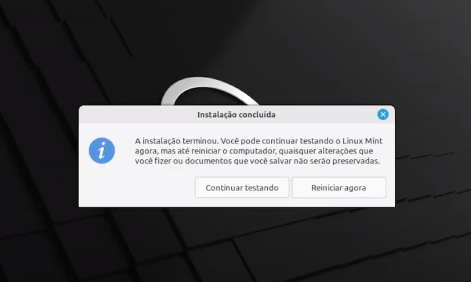 Instalação concluída
A instalação terminou. Você pode continuar testando o Linux Mint
agora, mas até reiniciar o computador, quaisquer alterações que
você fizer ou documentos que você salvar não serão preservadas.
Continuar testando
Reiniciar agora